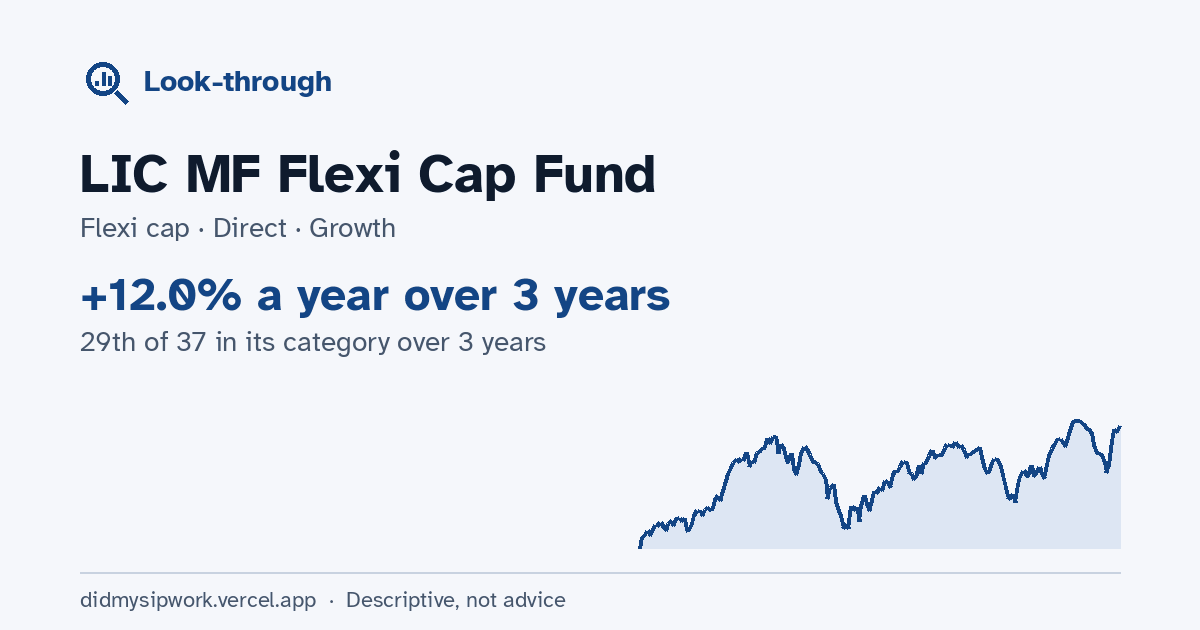 Look-through
LIC MF Flexi Cap Fund
Flexi cap · Direct · Growth
+12.0% a year over 3 years
29th of 37 in its category over 3 years
didmysipwork.vercel.app · Descriptive, not advice